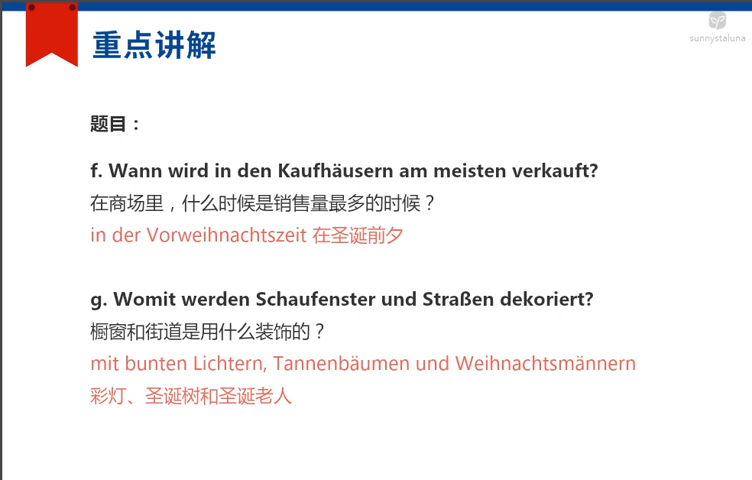 sunnystaluna
重点讲解
题目：
f. Wann wird in den Kaufhäusern am meisten verkauft?
在商场里，什么时候是销售量最多的时候？
in der Vorweihnachtszeit 在圣诞前夕
g. Womit werden Schaufenster und Straßen dekoriert?
橱窗和街道是用什么装饰的？
mit bunten Lichtern, Tannenbäumen und Weihnachtsmännern
彩灯、圣诞树和圣诞老人